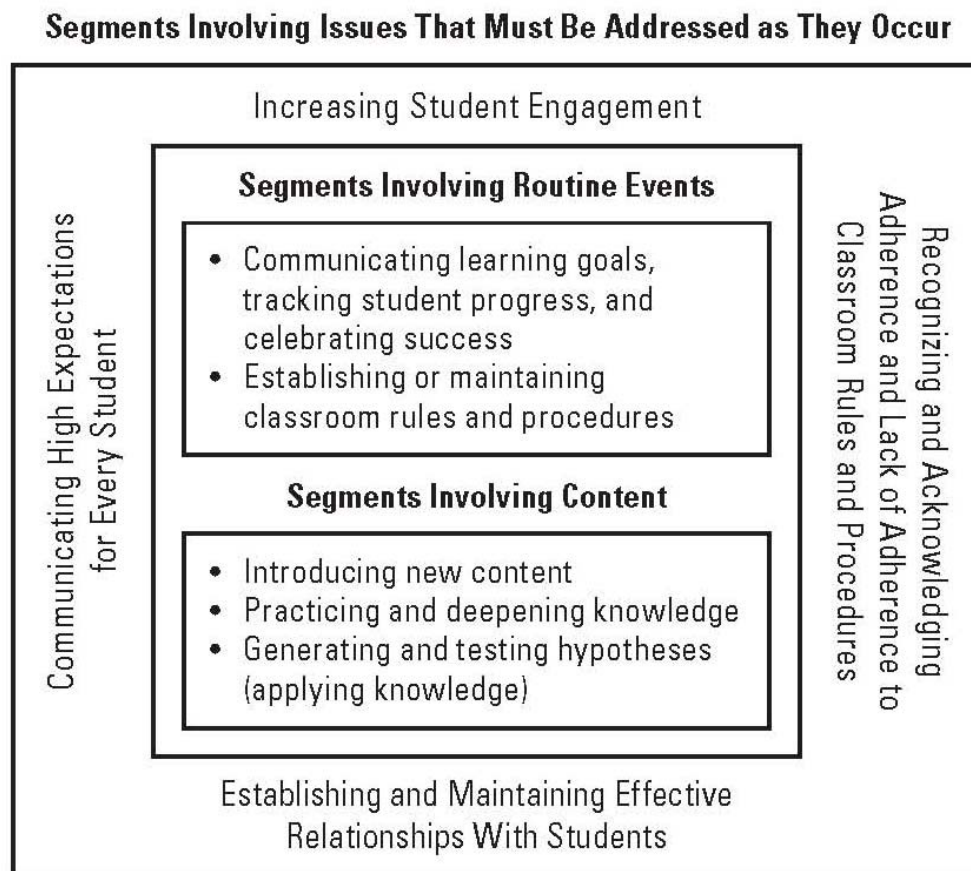 Segments Involving Issues That Must Be Addressed as They Occur
Increasing Student Engagement
Communicating High Expectations
for Every Student
Segments Involving Routine Events
• Communicating learning goals,
tracking student progress, and
celebrating success
• Establishing or maintaining
classroom rules and procedures
Segments Involving Content
• Introducing new content
• Practicing and deepening knowledge
• Generating and testing hypotheses
(applying knowledge)
Recognizing and Acknowledging
Adherence and Lack of Adherence to
Classroom Rules and Procedures
Establishing and Maintaining Effective
Relationships With Students